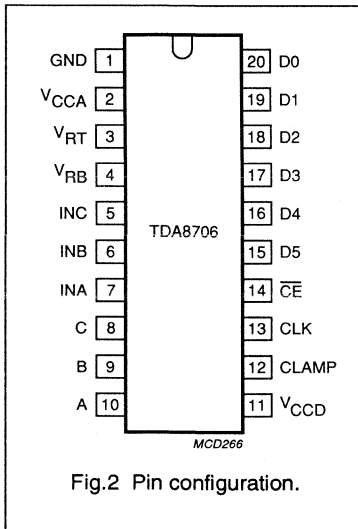 GND 1 20 D0
VCCA 2 19 D1
VRT 3 18 D2
VRB 4 17 D3
INC 5 16 D4
TDA8706
INB 6 15 D5
INA 7 14 CE
C 8 13 CLK
B 9 12 CLAMP
A 10 11 VCCD
MCD266
Fig.2 Pin configuration.